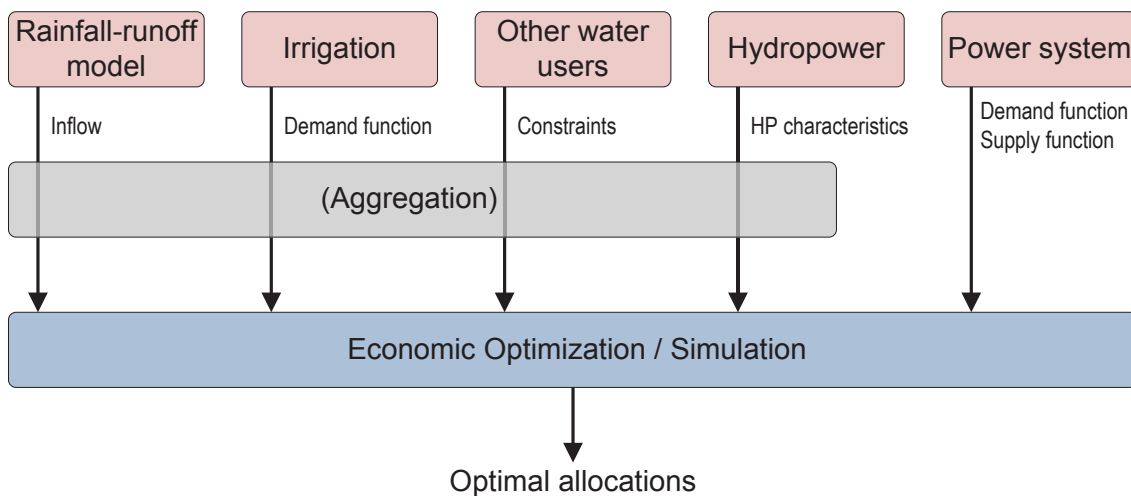 Rainfall-runoff
model
Irrigation
Other water
users
Hydropower
Power system
Inflow
Demand function
Constraints
HP characteristics
Demand function
Supply function
(Aggregation)
Economic Optimization / Simulation
Optimal allocations